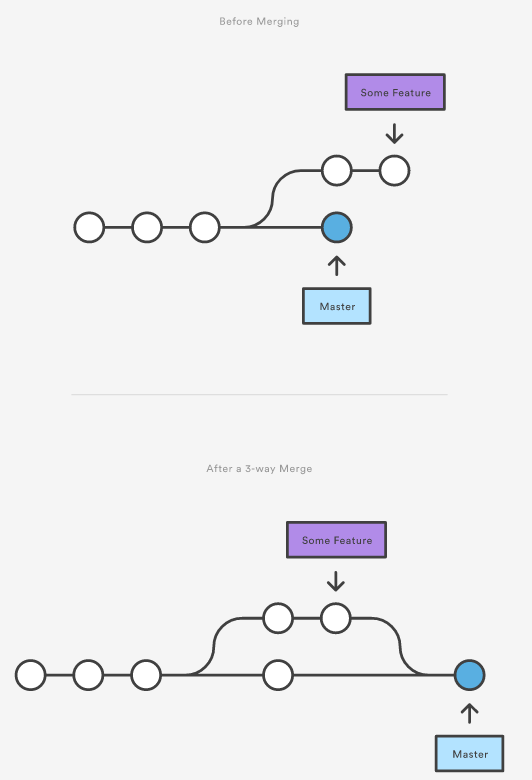 Before Merging
Some Feature
Master
After a 3-way Merge
Some Feature
Master